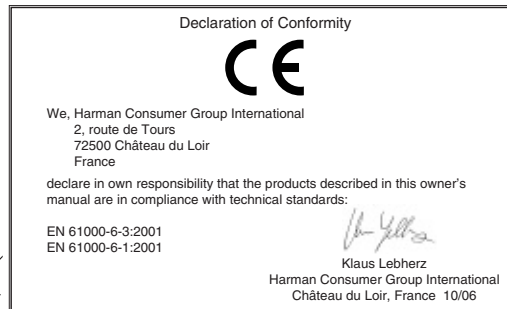 Declaration of Conformity
CE
We, Harman Consumer Group International
2, route de Tours
72500 Château du Loir
France
declare in own responsibility that the products described in this owner's
manual are in compliance with technical standards:
EN 61000-6-3:2001
EN 61000-6-1:2001
Klaus Lebherz
Harman Consumer Group International
Château du Loir, France 10/06